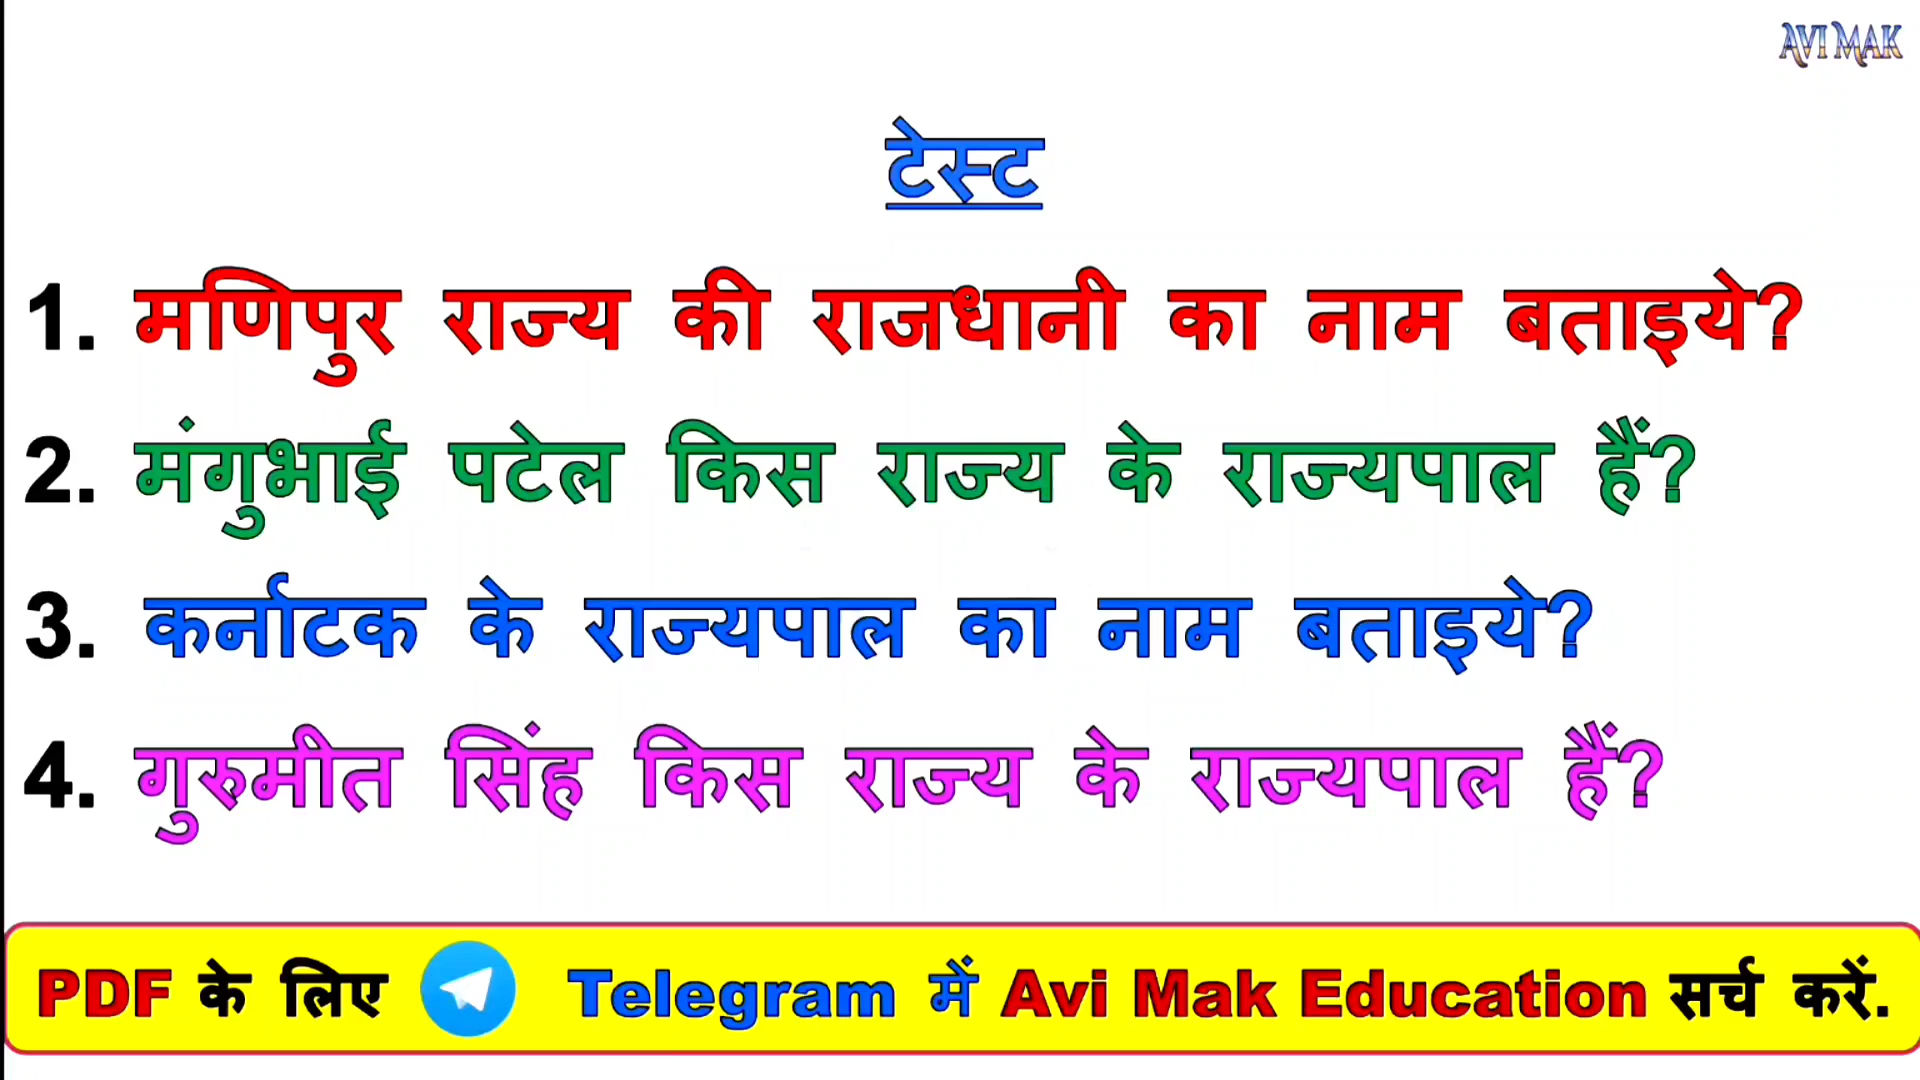 AVI MAK
टेस्ट
1. मणिपुर राज्य की राजधानी का नाम बताइये?
2. मंगुभाई पटेल किस राज्य के राज्यपाल हैं?
3. कर्नाटक के राज्यपाल का नाम बताइये?
4. गुरुमीत सिंह किस राज्य के राज्यपाल हैं?
PDF के लिए Telegram में Avi Mak Education सर्च करें.